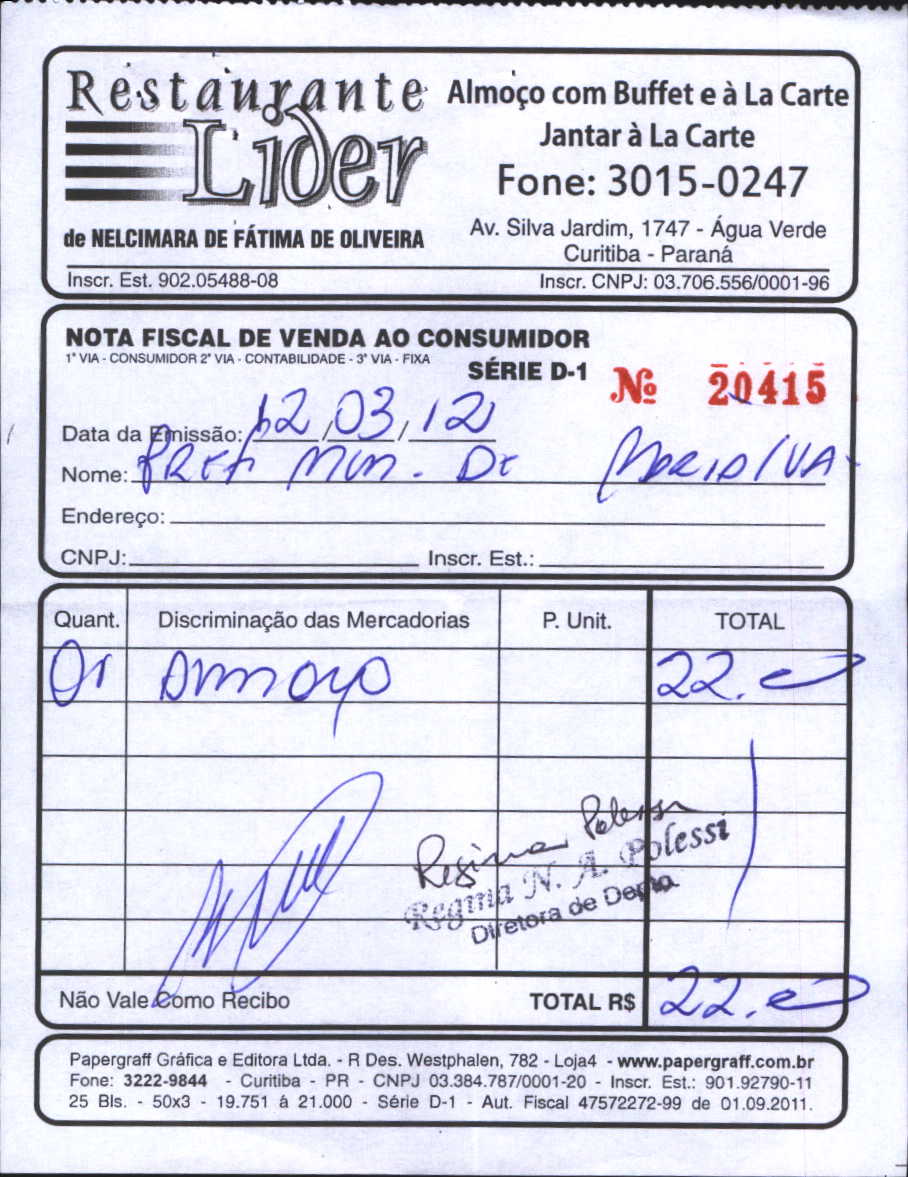 Restaurante
Lider
de NELCIMARA DE FÁTIMA DE OLIVEIRA
Almoço com Buffet e à La Carte
Jantar à La Carte
Fone: 3015-0247
Av. Silva Jardim, 1747 - Água Verde
Curitiba - Paraná
Inscr. Est. 902.05488-08
Inscr. CNPJ: 03.706.556/0001-96
NOTA FISCAL DE VENDA AO CONSUMIDOR
1ª VIA - CONSUMIDOR 2ª VIA - CONTABILIDADE - 3ª VIA - FIXA
SÉRIE D-1
Nº 20415
Data da Emissão: 12/03/12
Nome: PREF MUN. DE MARIALVA
Endereço:
CNPJ: Inscr. Est.:
Quant. Discriminação das Mercadorias P. Unit. TOTAL
01 Almoço 22.
Regina Polessi
Regina N. A. Polessi
Diretora de Depto
Não Vale Como Recibo TOTAL R$ 22.
Papergraff Gráfica e Editora Ltda. - R Des. Westphalen, 782 - Loja4 - www.papergraff.com.br
Fone: 3222-9844 - Curitiba - PR - CNPJ 03.384.787/0001-20 - Inscr. Est.: 901.92790-11
25 Bls. - 50x3 - 19.751 á 21.000 - Série D-1 - Aut. Fiscal 47572272-99 de 01.09.2011.